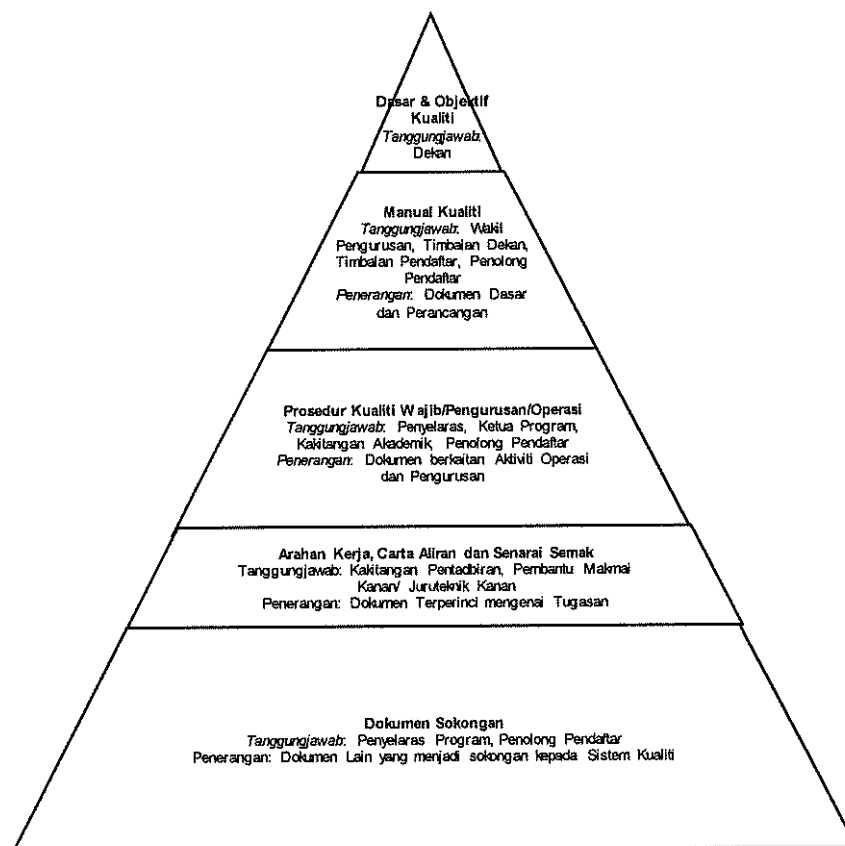 Dasar & Objektif
Kualiti
Tanggungjawab:
Dekan
Manual Kualiti
Tanggungjawab: Wakil
Pengurusan, Timbalan Dekan,
Timbalan Pendaftar, Penolong
Pendaftar
Penerangan: Dokumen Dasar
dan Perancangan
Prosedur Kualiti Wajib/Pengurusan/Operasi
Tanggungjawab: Penyelaras, Ketua Program,
Kakitangan Akademik, Penolong Pendaftar
Penerangan: Dokumen berkaitan Aktiviti Operasi
dan Pengurusan
Arahan Kerja, Carta Aliran dan Senarai Semak
Tanggungjawab: Kakitangan Pentadbiran, Pembantu Makmal
Kanan/ Juruteknik Kanan
Penerangan: Dokumen Terperinci mengenai Tugasan
Dokumen Sokongan
Tanggungjawab: Penyelaras Program, Penolong Pendaftar
Penerangan: Dokumen Lain yang menjadi sokongan kepada Sistem Kualiti